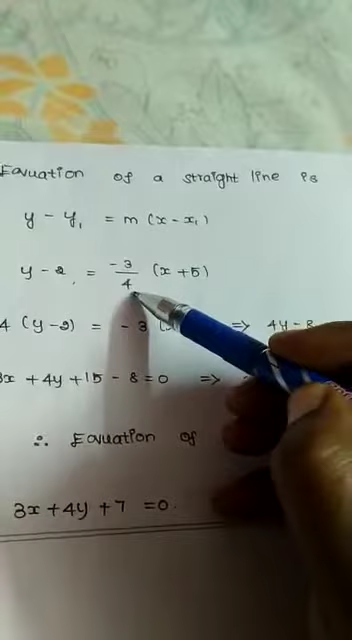 Equation of a straight line is
y - y₁ = m (x - x₁)
y - 2 = -3/4 (x + 5)
4 (y-2) = -3 ( => 4y - 8
3x + 4y + 15 - 8 = 0 =>
∴ Equation of
3x + 4y + 7 = 0.